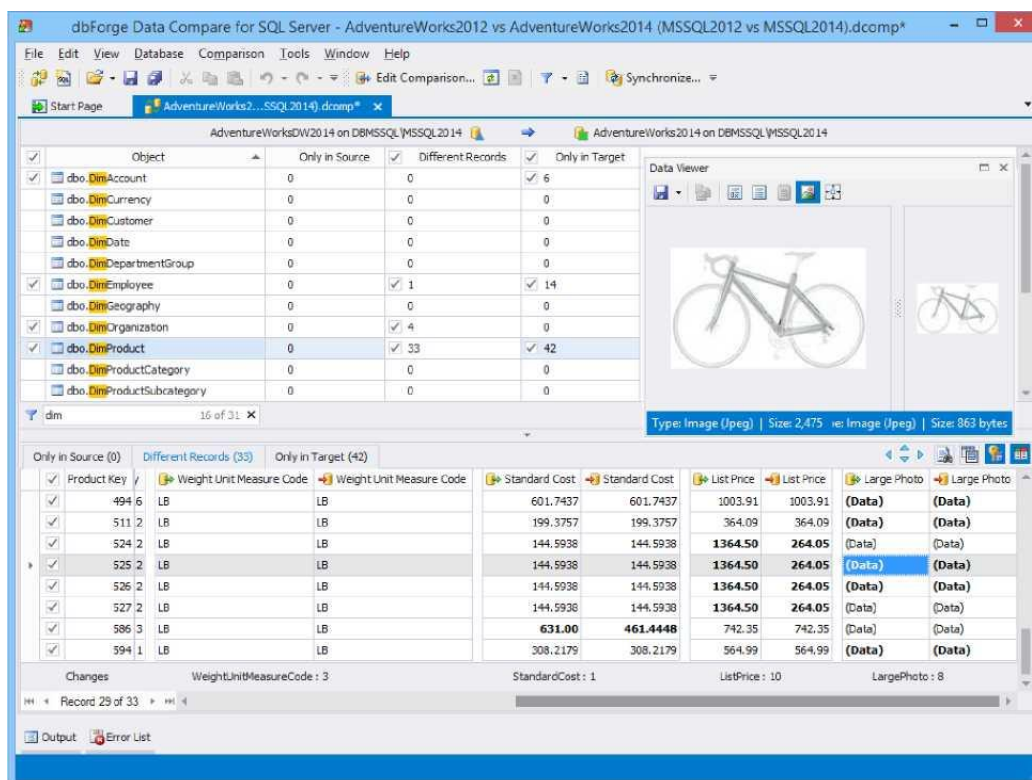 dbForge Data Compare for SQL Server - AdventureWorks2012 vs AdventureWorks2014 (MSSQL2012 vs MSSQL2014).dcomp*
File Edit View Database Comparison Tools Window Help
Edit Comparison... Synchronize...
Start Page AdventureWorks2...SSQL2014).dcomp*
AdventureWorksDW2014 on DBMSSQL\MSSQL2014 AdventureWorks2014 on DBMSSQL\MSSQL2014
Object Only in Source Different Records Only in Target
dbo.DimAccount 0 0 6
dbo.DimCurrency 0 0 0
dbo.DimCustomer 0 0 0
dbo.DimDate 0 0 0
dbo.DimDepartmentGroup 0 0 0
dbo.DimEmployee 0 1 14
dbo.DimGeography 0 0 0
dbo.DimOrganization 0 4 0
dbo.DimProduct 0 33 42
dbo.DimProductCategory 0 0 0
dbo.DimProductSubcategory 0 0 0
dim 16 of 31
Data Viewer
Type: Image (Jpeg) | Size: 2,475 e: Image (Jpeg) | Size: 863 bytes
Only in Source (0) Different Records (33) Only in Target (42)
Product Key Weight Unit Measure Code Weight Unit Measure Code Standard Cost Standard Cost List Price List Price Large Photo Large Photo
494 6 LB LB 601.7437 601.7437 1003.91 1003.91 (Data) (Data)
511 2 LB LB 199.3757 199.3757 364.09 364.09 (Data) (Data)
524 2 LB LB 144.5938 144.5938 1364.50 264.05 (Data) (Data)
525 2 LB LB 144.5938 144.5938 1364.50 264.05 (Data) (Data)
526 2 LB LB 144.5938 144.5938 1364.50 264.05 (Data) (Data)
527 2 LB LB 144.5938 144.5938 1364.50 264.05 (Data) (Data)
586 3 LB LB 631.00 461.4448 742.35 742.35 (Data) (Data)
594 1 LB LB 308.2179 308.2179 564.99 564.99 (Data) (Data)
Changes WeightUnitMeasureCode : 3 StandardCost : 1 ListPrice : 10 LargePhoto : 8
Record 29 of 33
Output Error List